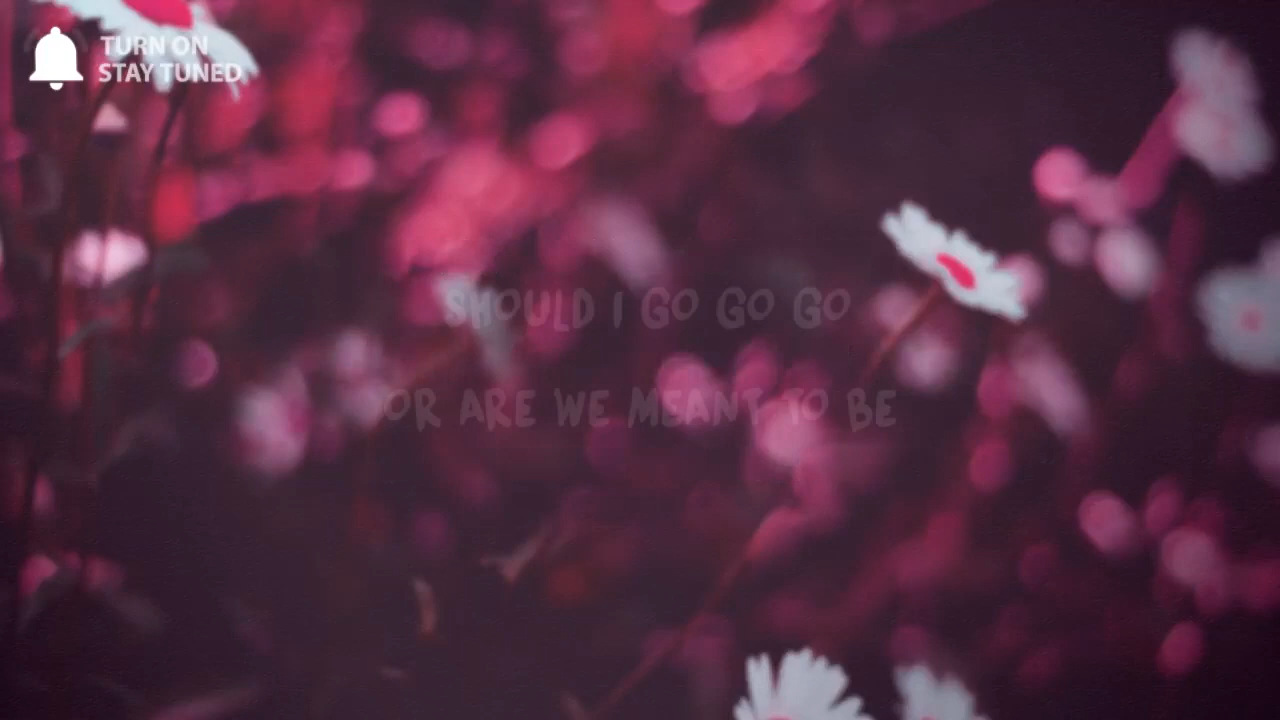 TURN ON
STAY TUNED
SHOULD I GO GO GO
OR ARE WE MEANT TO BE